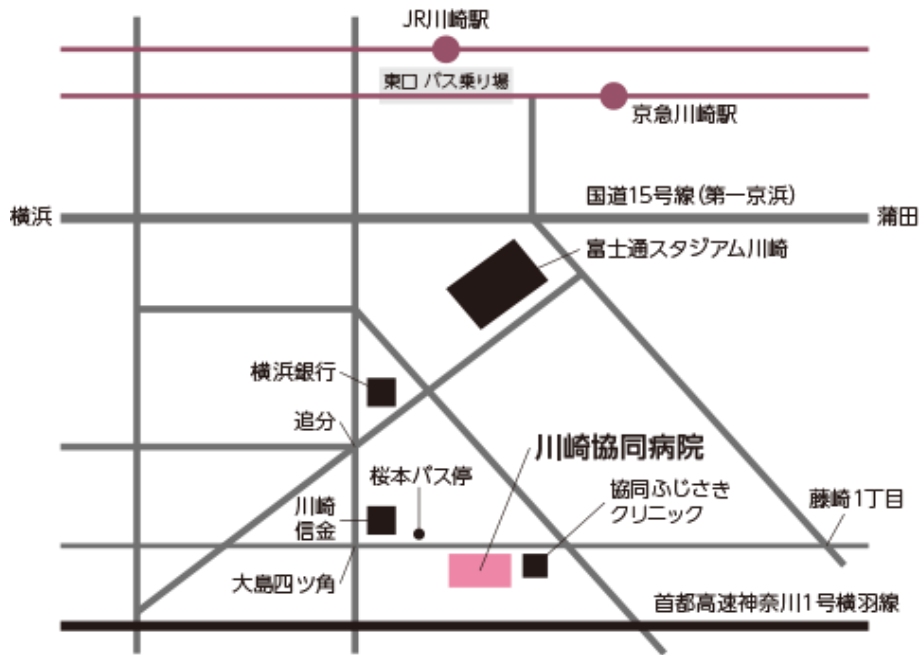 JR川崎駅
東口 バス乗り場
京急川崎駅
国道15号線(第一京浜)
横浜
蒲田
富士通スタジアム川崎
横浜銀行
追分
川崎協同病院
桜本バス停
協同ふじさき
クリニック
藤崎1丁目
川崎
信金
大島四ツ角
首都高速神奈川1号横羽線